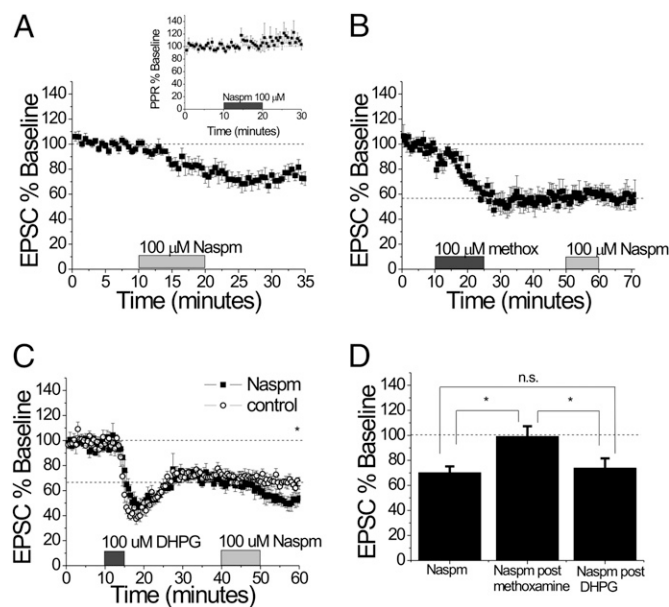 A
PPR % Baseline
140
120
100
80
60
40
20
0
Naspm 100 μM
0 10 20 30
Time (minutes)
EPSC % Baseline
140
120
100
80
60
40
20
0
100 μM Naspm
0 5 10 15 20 25 30 35
Time (minutes)
B
EPSC % Baseline
140
120
100
80
60
40
20
0
100 μM methox
100 μM Naspm
0 10 20 30 40 50 60 70
Time (minutes)
C
EPSC % Baseline
140
120
100
80
60
40
20
0
Naspm
control
*
100 uM DHPG
100 uM Naspm
0 10 20 30 40 50 60
Time (minutes)
D
EPSC % Baseline
140
120
100
80
60
40
20
0
n.s.
* *
Naspm
Naspm post methoxamine
Naspm post DHPG